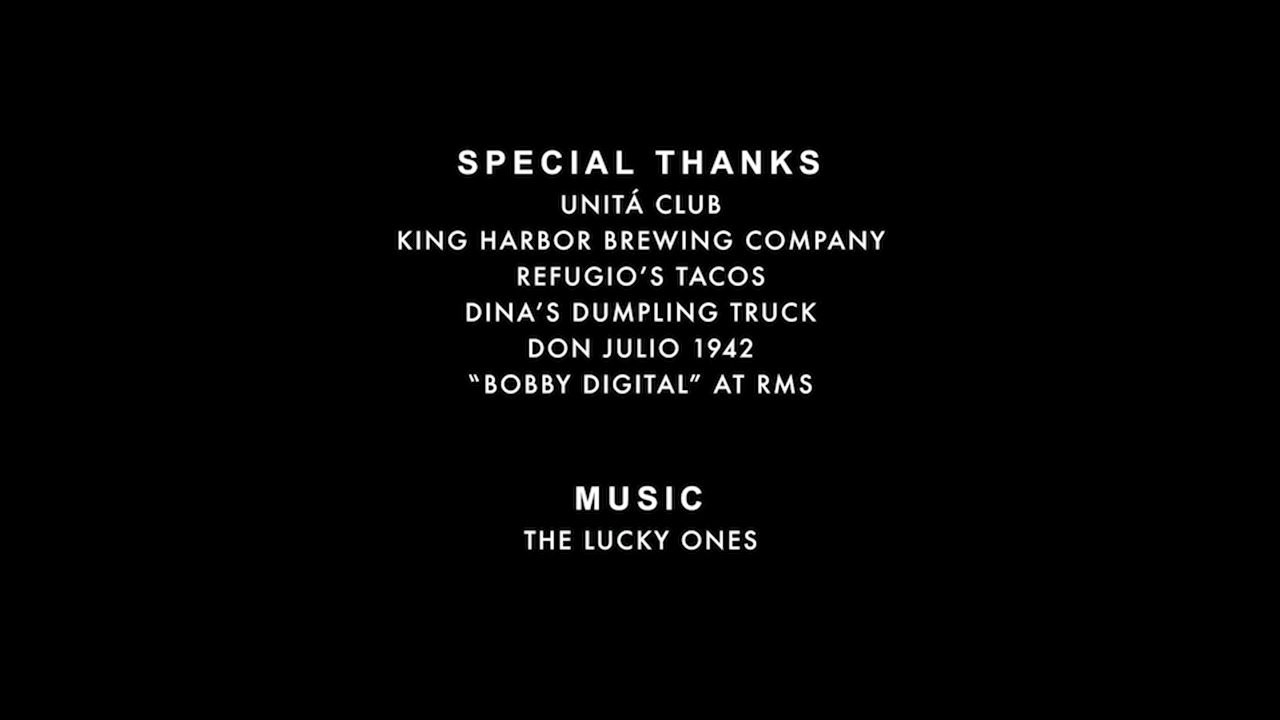 SPECIAL THANKS
UNITÁ CLUB
KING HARBOR BREWING COMPANY
REFUGIO’S TACOS
DINA’S DUMPLING TRUCK
DON JULIO 1942
“BOBBY DIGITAL” AT RMS
MUSIC
THE LUCKY ONES